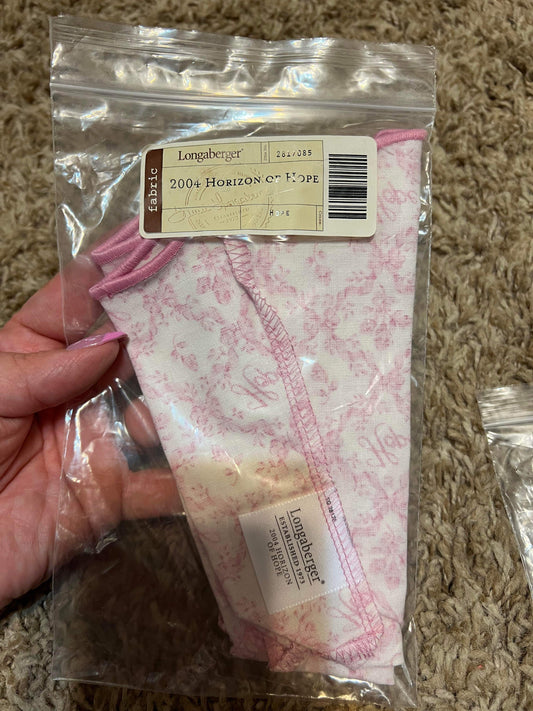 fabric
Longaberger®
2817085
2004 HORIZON OF HOPE
HOPE
Longaberger®
ESTABLISHED 1973
2004 HORIZON
OF HOPE